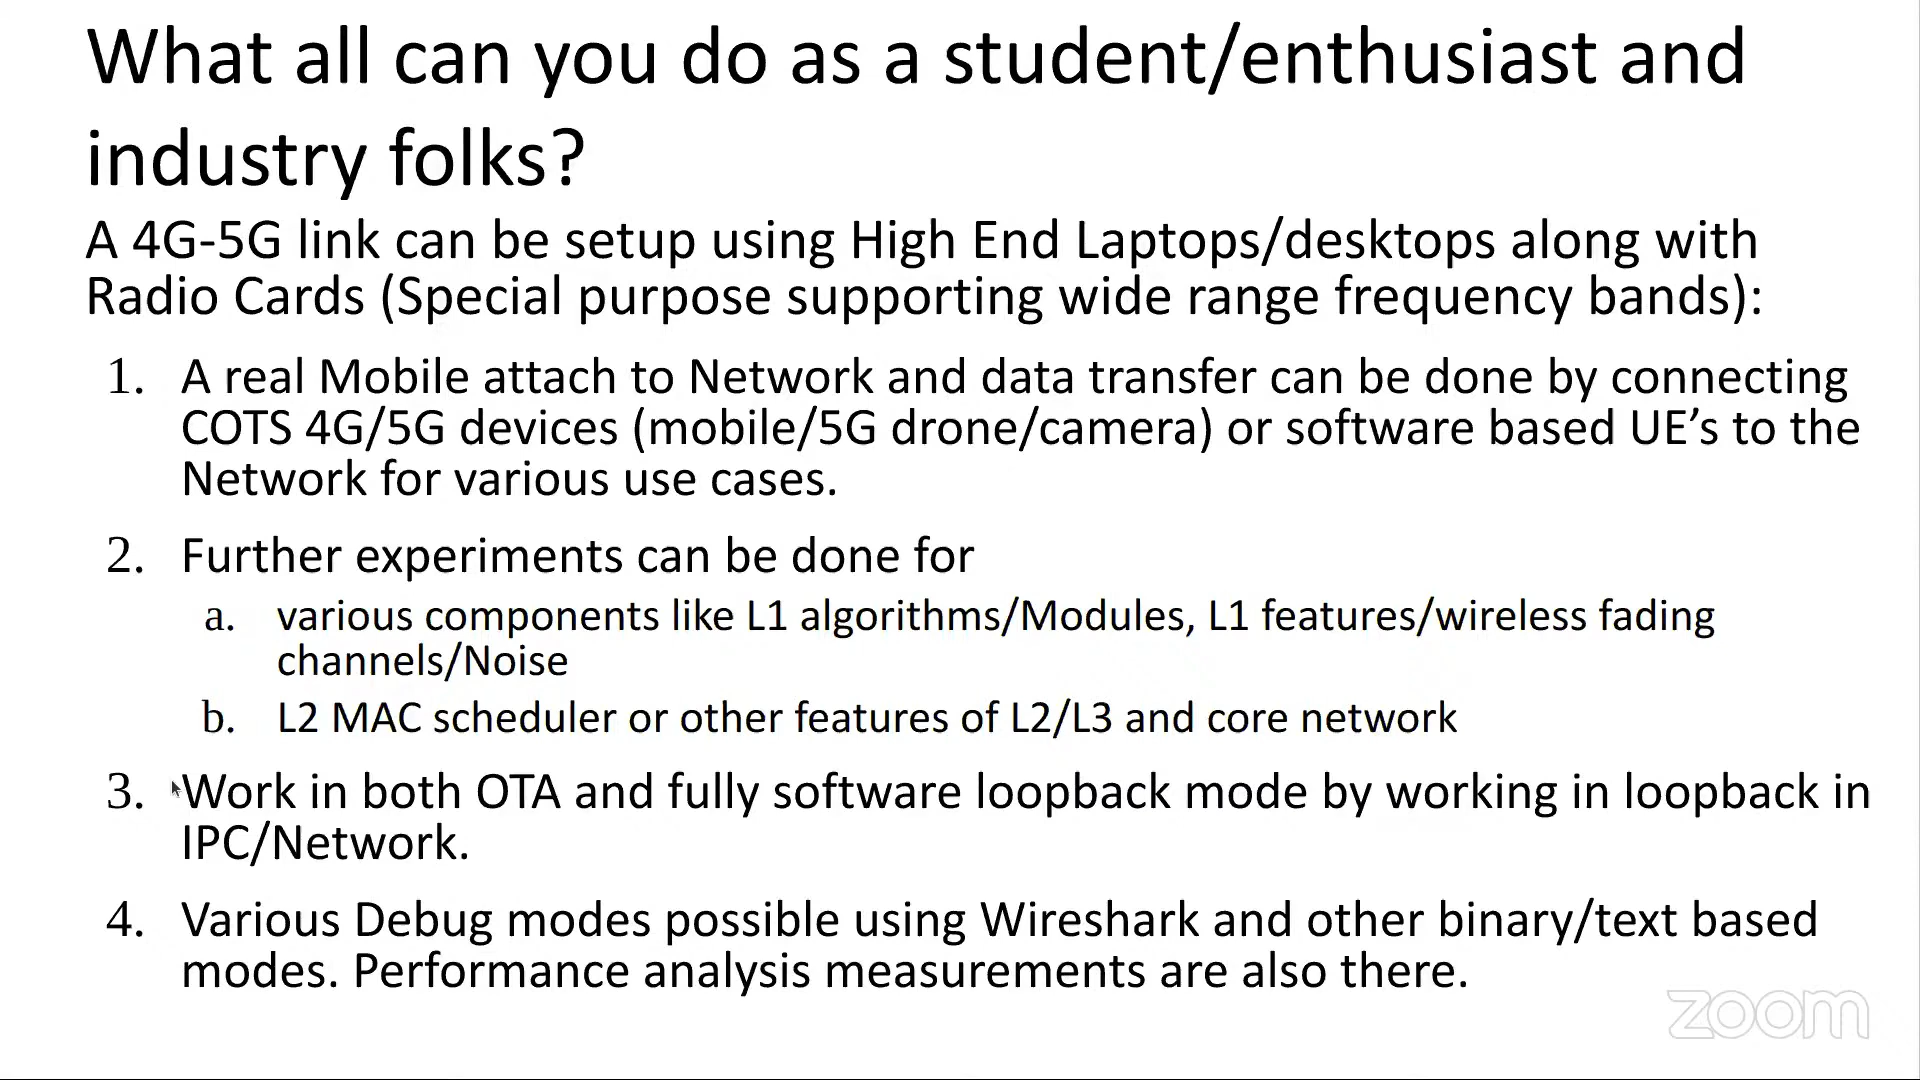 What all can you do as a student/enthusiast and
industry folks?
A 4G-5G link can be setup using High End Laptops/desktops along with
Radio Cards (Special purpose supporting wide range frequency bands):
1. A real Mobile attach to Network and data transfer can be done by connecting
COTS 4G/5G devices (mobile/5G drone/camera) or software based UE’s to the
Network for various use cases.
2. Further experiments can be done for
a. various components like L1 algorithms/Modules, L1 features/wireless fading
channels/Noise
b. L2 MAC scheduler or other features of L2/L3 and core network
3. Work in both OTA and fully software loopback mode by working in loopback in
IPC/Network.
4. Various Debug modes possible using Wireshark and other binary/text based
modes. Performance analysis measurements are also there.
zoom